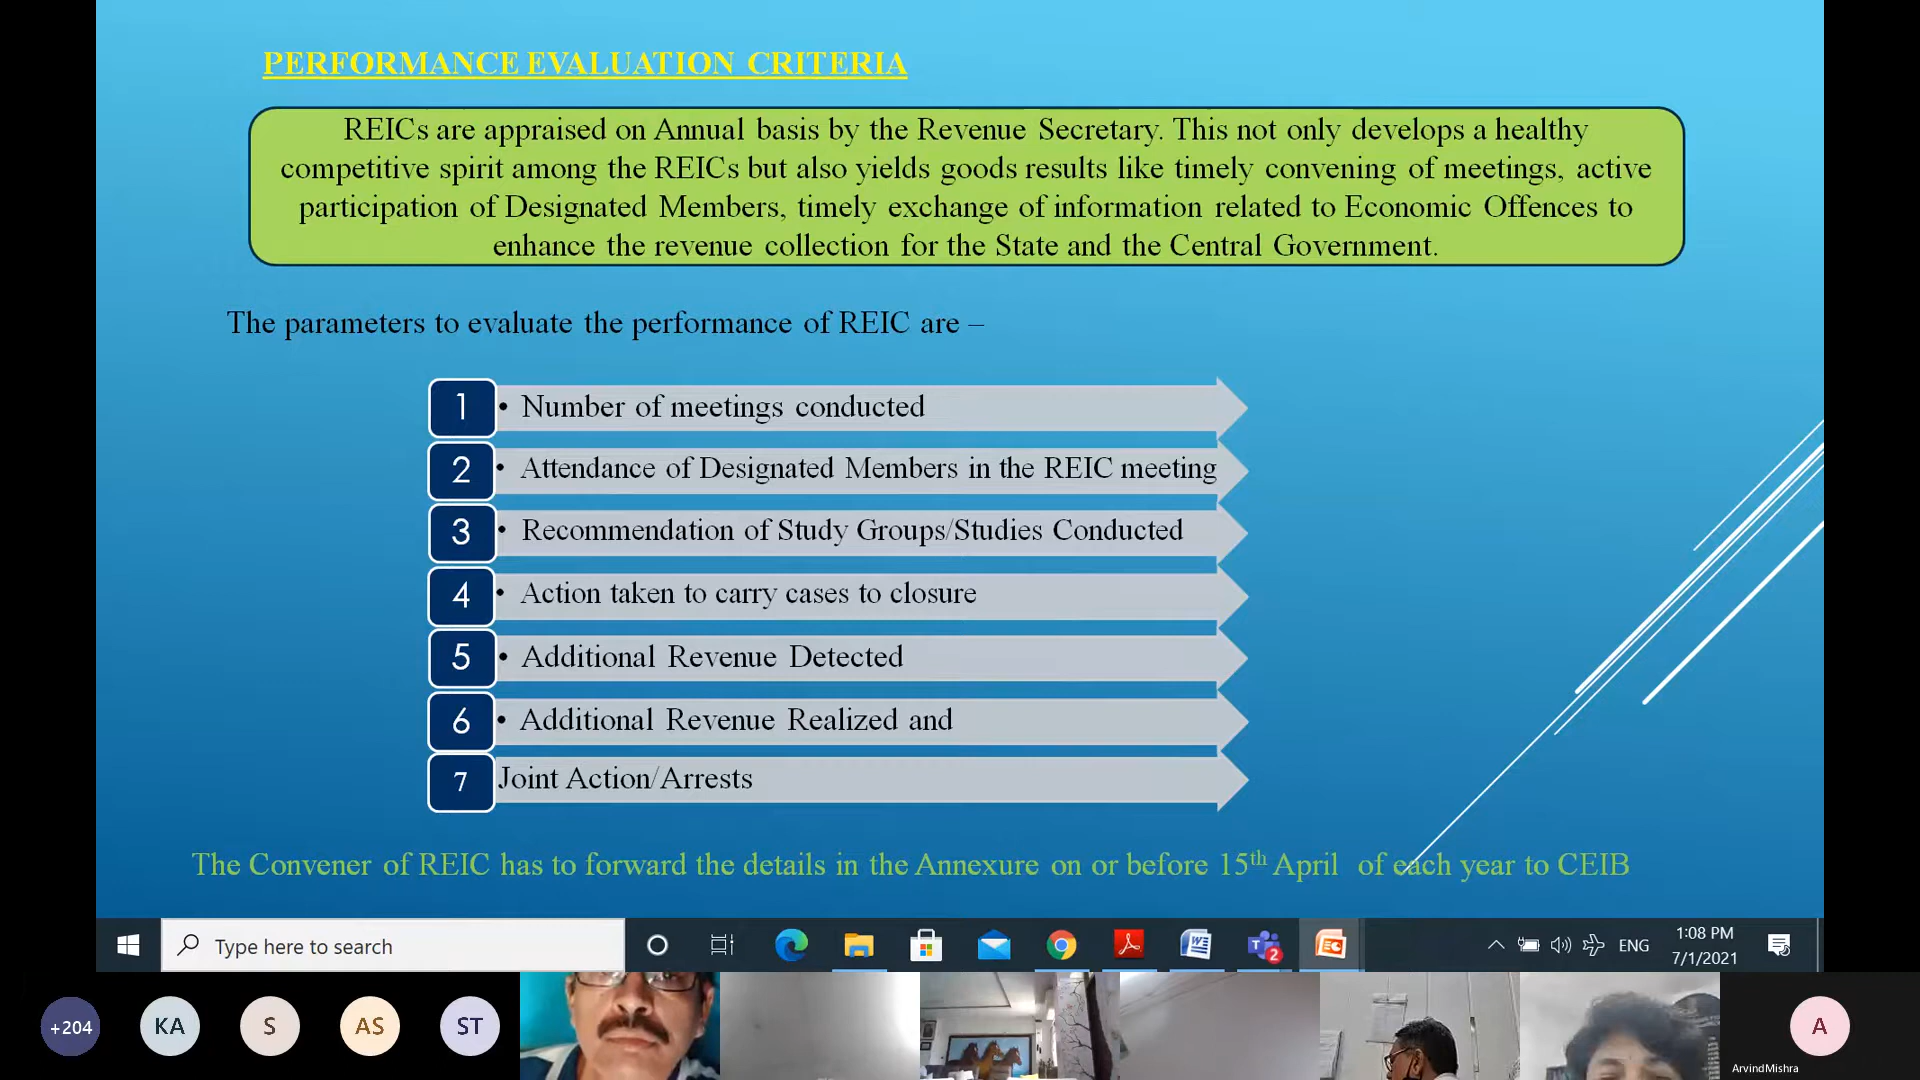 PERFORMANCE EVALUATION CRITERIA
REICs are appraised on Annual basis by the Revenue Secretary. This not only develops a healthy
competitive spirit among the REICs but also yields goods results like timely convening of meetings, active
participation of Designated Members, timely exchange of information related to Economic Offences to
enhance the revenue collection for the State and the Central Government.
The parameters to evaluate the performance of REIC are –
1 • Number of meetings conducted
2 • Attendance of Designated Members in the REIC meeting
3 • Recommendation of Study Groups/Studies Conducted
4 • Action taken to carry cases to closure
5 • Additional Revenue Detected
6 • Additional Revenue Realized and
7 Joint Action/Arrests
The Convener of REIC has to forward the details in the Annexure on or before 15th April of each year to CEIB
Type here to search
2
ENG
1:08 PM
7/1/2021
+204
KA
S
AS
ST
A
ArvindMishra